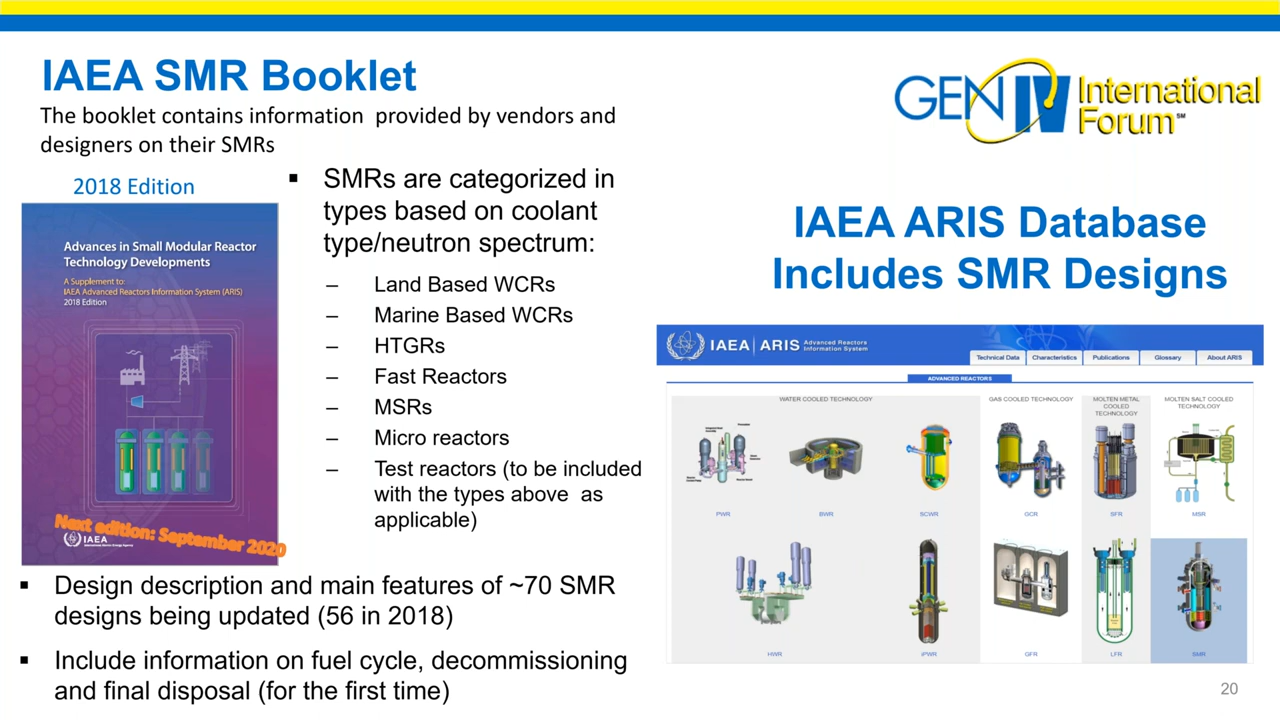 IAEA SMR Booklet
The booklet contains information provided by vendors and
designers on their SMRs
2018 Edition
Advances in Small Modular Reactor
Technology Developments
A Supplement to:
IAEA Advanced Reactors Information System (ARIS)
2018 Edition
Next edition: September 2020
IAEA
International Atomic Energy Agency
▪ SMRs are categorized in
types based on coolant
type/neutron spectrum:
– Land Based WCRs
– Marine Based WCRs
– HTGRs
– Fast Reactors
– MSRs
– Micro reactors
– Test reactors (to be included
with the types above as
applicable)
▪ Design description and main features of ~70 SMR
designs being updated (56 in 2018)
▪ Include information on fuel cycle, decommissioning
and final disposal (for the first time)
GEN IV International
Forum℠
IAEA ARIS Database
Includes SMR Designs
IAEA | ARIS Advanced Reactors
Information System
Technical Data Characteristics Publications Glossary About ARIS
ADVANCED REACTORS
WATER COOLED TECHNOLOGY
GAS COOLED TECHNOLOGY
MOLTEN METAL
COOLED
TECHNOLOGY
MOLTEN SALT COOLED
TECHNOLOGY
PWR BWR SCWR GCR SFR MSR
HWR iPWR GFR LFR SMR
20